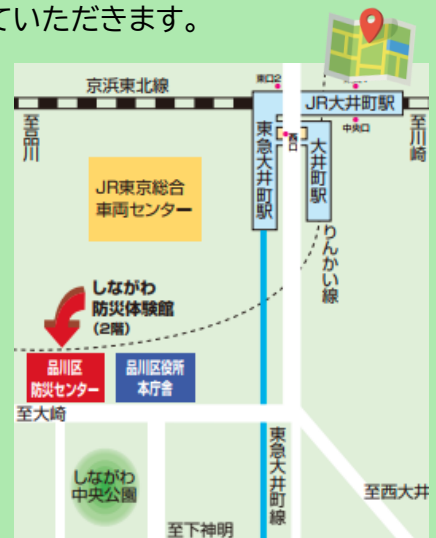 ていただきます。
京浜東北線
東口2
JR大井町駅
中央口
西口
至品川
至川崎
東急大井町駅
大井町駅
りんかい線
JR東京総合
車両センター
しながわ
防災体験館
(2階)
品川区
防災センター
品川区役所
本庁舎
至大崎
しながわ
中央公園
東急大井町線
至西大井
至下神明